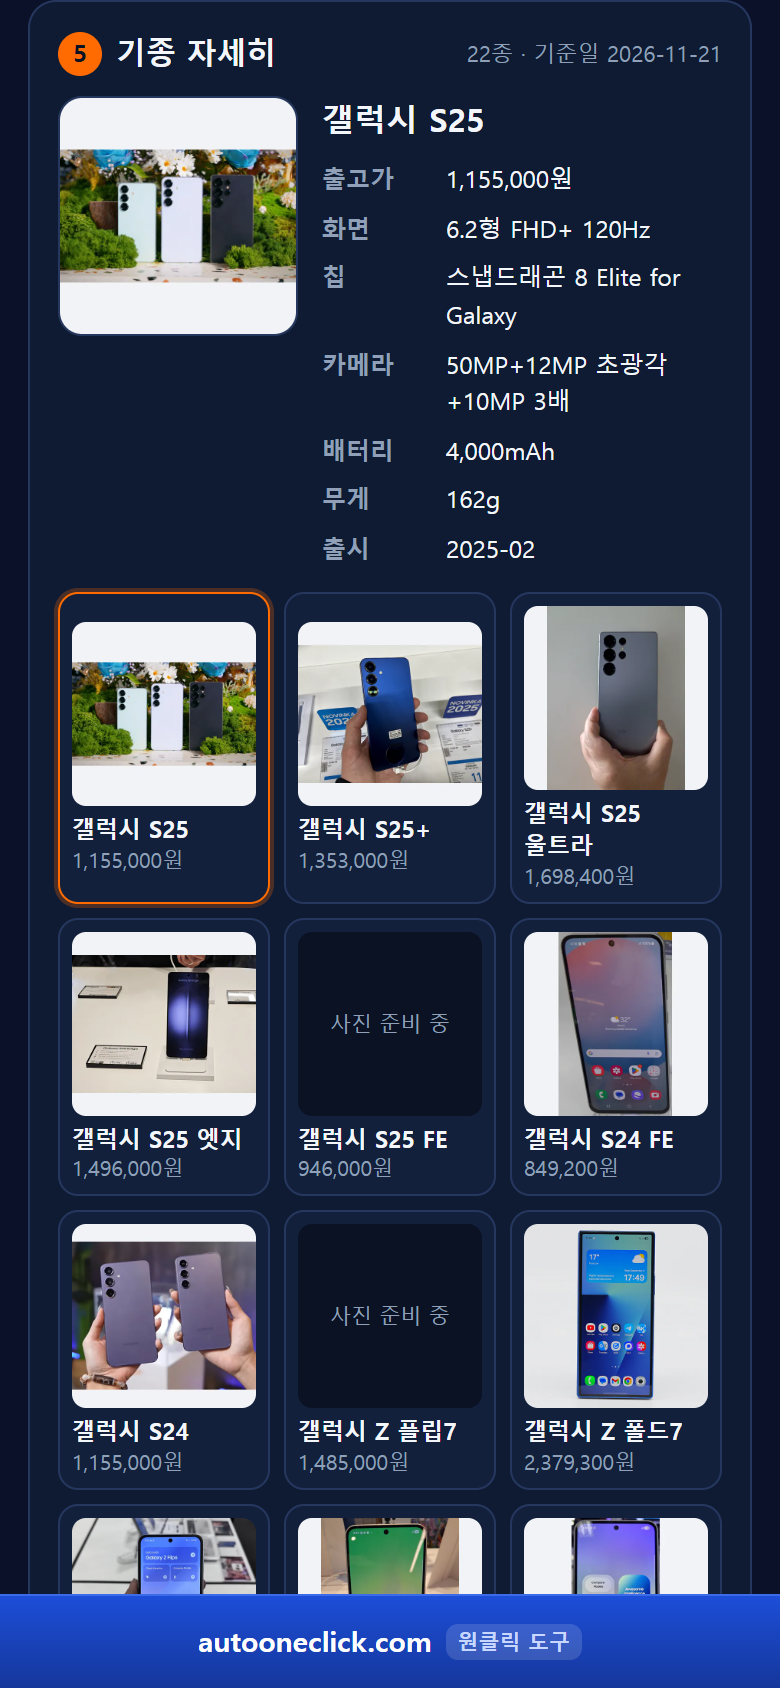 5 기종 자세히 22종 · 기준일 2026-11-21
갤럭시 S25
출고가 1,155,000원
화면 6.2형 FHD+ 120Hz
칩 스냅드래곤 8 Elite for
Galaxy
카메라 50MP+12MP 초광각
+10MP 3배
배터리 4,000mAh
무게 162g
출시 2025-02
갤럭시 S25
1,155,000원
갤럭시 S25+
1,353,000원
갤럭시 S25
울트라
1,698,400원
갤럭시 S25 엣지
1,496,000원
사진 준비 중
갤럭시 S25 FE
946,000원
갤럭시 S24 FE
849,200원
갤럭시 S24
1,155,000원
사진 준비 중
갤럭시 Z 플립7
1,485,000원
17°
17:49
갤럭시 Z 폴드7
2,379,300원
autooneclick.com 원클릭 도구